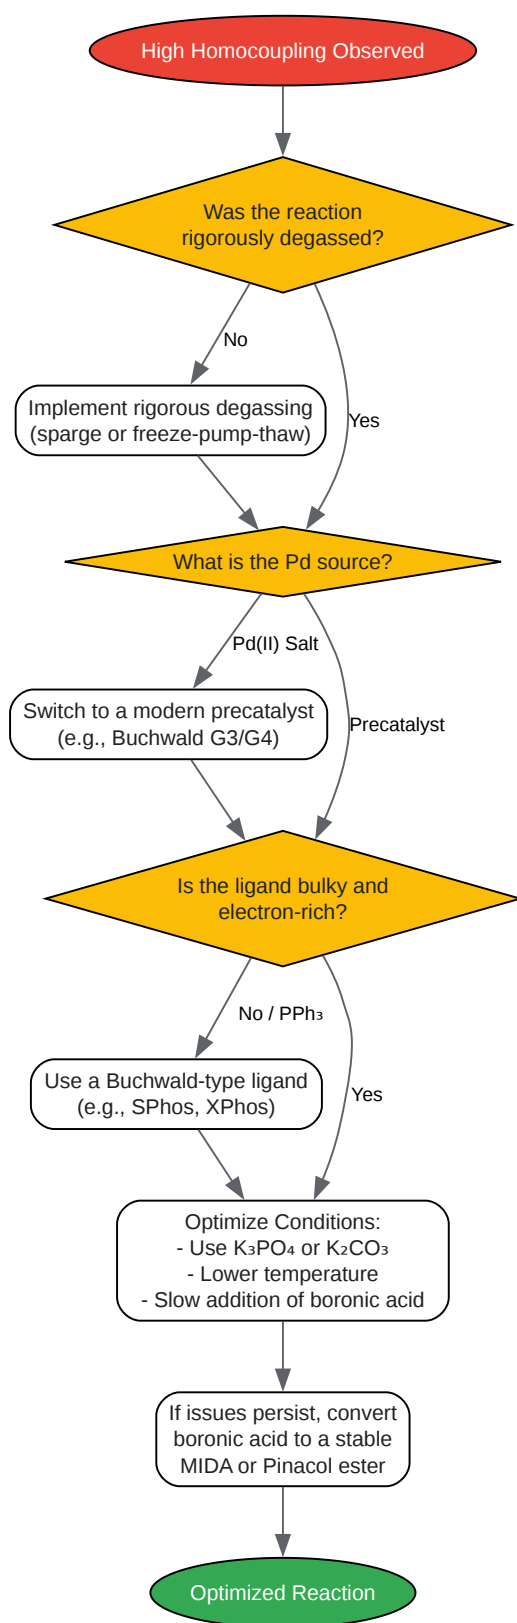 High Homocoupling Observed
Was the reaction
rigorously degassed?
No
Yes
Implement rigorous degassing
(sparge or freeze-pump-thaw)
What is the Pd source?
Pd(II) Salt
Precatalyst
Switch to a modern precatalyst
(e.g., Buchwald G3/G4)
Is the ligand bulky and
electron-rich?
No / PPh₃
Yes
Use a Buchwald-type ligand
(e.g., SPhos, XPhos)
Optimize Conditions:
- Use K₃PO₄ or K₂CO₃
- Lower temperature
- Slow addition of boronic acid
If issues persist, convert
boronic acid to a stable
MIDA or Pinacol ester
Optimized Reaction